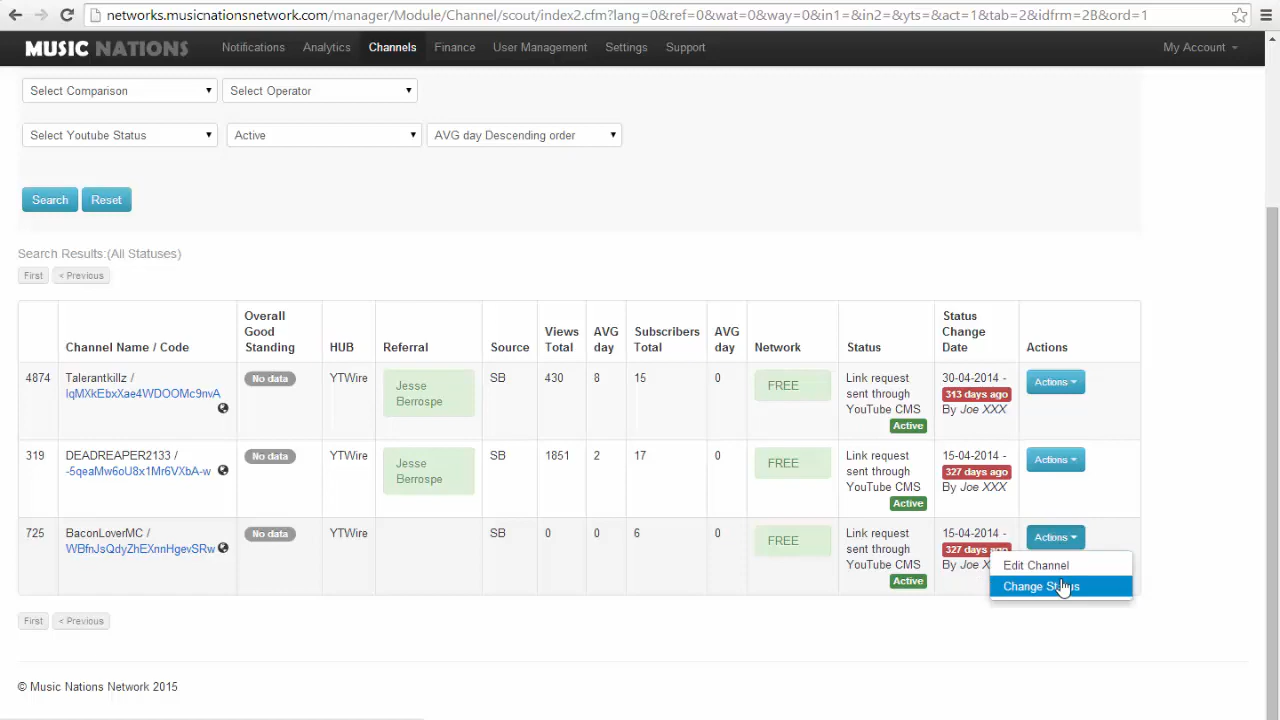 networks.musicnationsnetwork.com/manager/Module/Channel/scout/index2.cfm?lang=0&ref=0&wat=0&way=0&in1=&in2=&yts=&act=1&tab=2&idfrm=2B&ord=1
MUSIC NATIONS Notifications Analytics Channels Finance User Management Settings Support My Account
Select Comparison Select Operator
Select Youtube Status Active AVG day Descending order
Search Reset
Search Results:(All Statuses)
First < Previous
Channel Name / Code
Overall Good Standing
HUB
Referral
Source
Views Total
AVG day
Subscribers Total
AVG day
Network
Status
Status Change Date
Actions
4874 Talerantkillz / No data YTWire Jesse SB 430 8 15 0 FREE Link request 30-04-2014 - Actions
IqMXkEbxXae4WDOOMc9nvA Berrospe sent through 313 days ago
YouTube CMS By Joe XXX
Active
319 DEADREAPER2133 / No data YTWire Jesse SB 1851 2 17 0 FREE Link request 15-04-2014 - Actions
-5qeaMw6oU8x1Mr6VXbA-w Berrospe sent through 327 days ago
YouTube CMS By Joe XXX
Active
725 BaconLoverMC / No data YTWire SB 0 0 6 0 FREE Link request 15-04-2014 - Actions
WBfnJsQdyZhEXnnHgevSRw sent through 327 days ago
YouTube CMS By Joe Edit Channel
Active Change Status
First < Previous
© Music Nations Network 2015